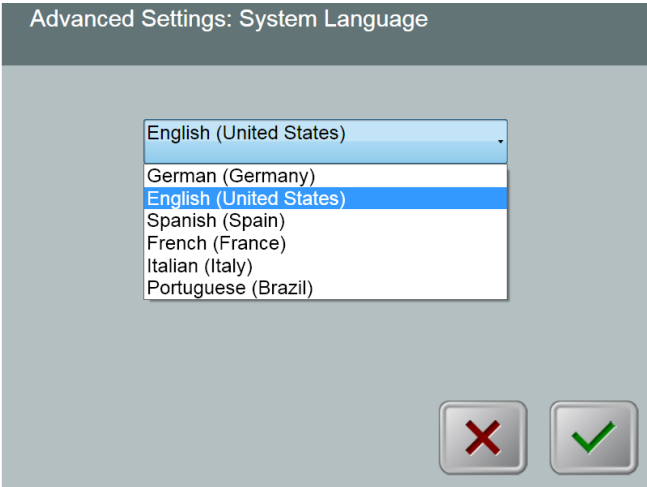 Advanced Settings: System Language
English (United States)
German (Germany)
English (United States)
Spanish (Spain)
French (France)
Italian (Italy)
Portuguese (Brazil)